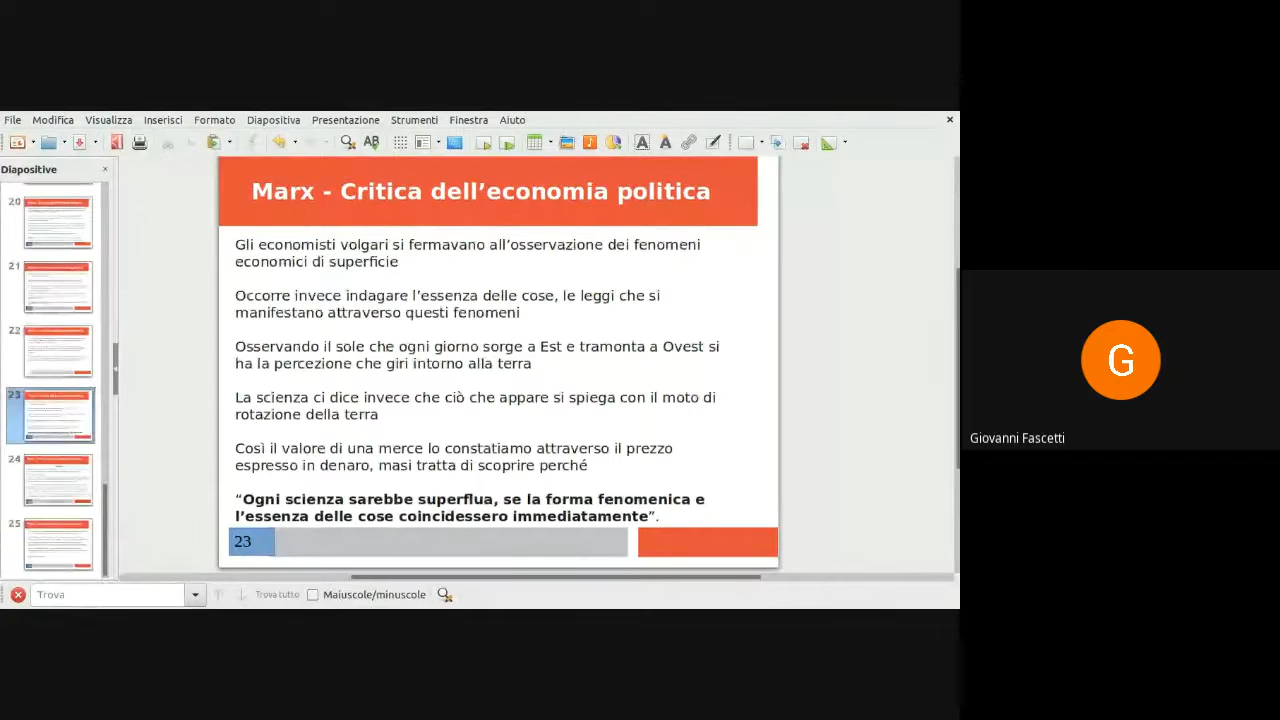 File Modifica Visualizza Inserisci Formato Diapositiva Presentazione Strumenti Finestra Aiuto
Diapositive
20
21
22
23
24
25
Marx - Critica dell’economia politica
Gli economisti volgari si fermavano all’osservazione dei fenomeni
economici di superficie
Occorre invece indagare l’essenza delle cose, le leggi che si
manifestano attraverso questi fenomeni
Osservando il sole che ogni giorno sorge a Est e tramonta a Ovest si
ha la percezione che giri intorno alla terra
La scienza ci dice invece che ciò che appare si spiega con il moto di
rotazione della terra
Così il valore di una merce lo constatiamo attraverso il prezzo
espresso in denaro, masi tratta di scoprire perché
“Ogni scienza sarebbe superflua, se la forma fenomenica e
l’essenza delle cose coincidessero immediatamente”.
23
Trova
Trova tutto
Maiuscole/minuscole
G
Giovanni Fascetti